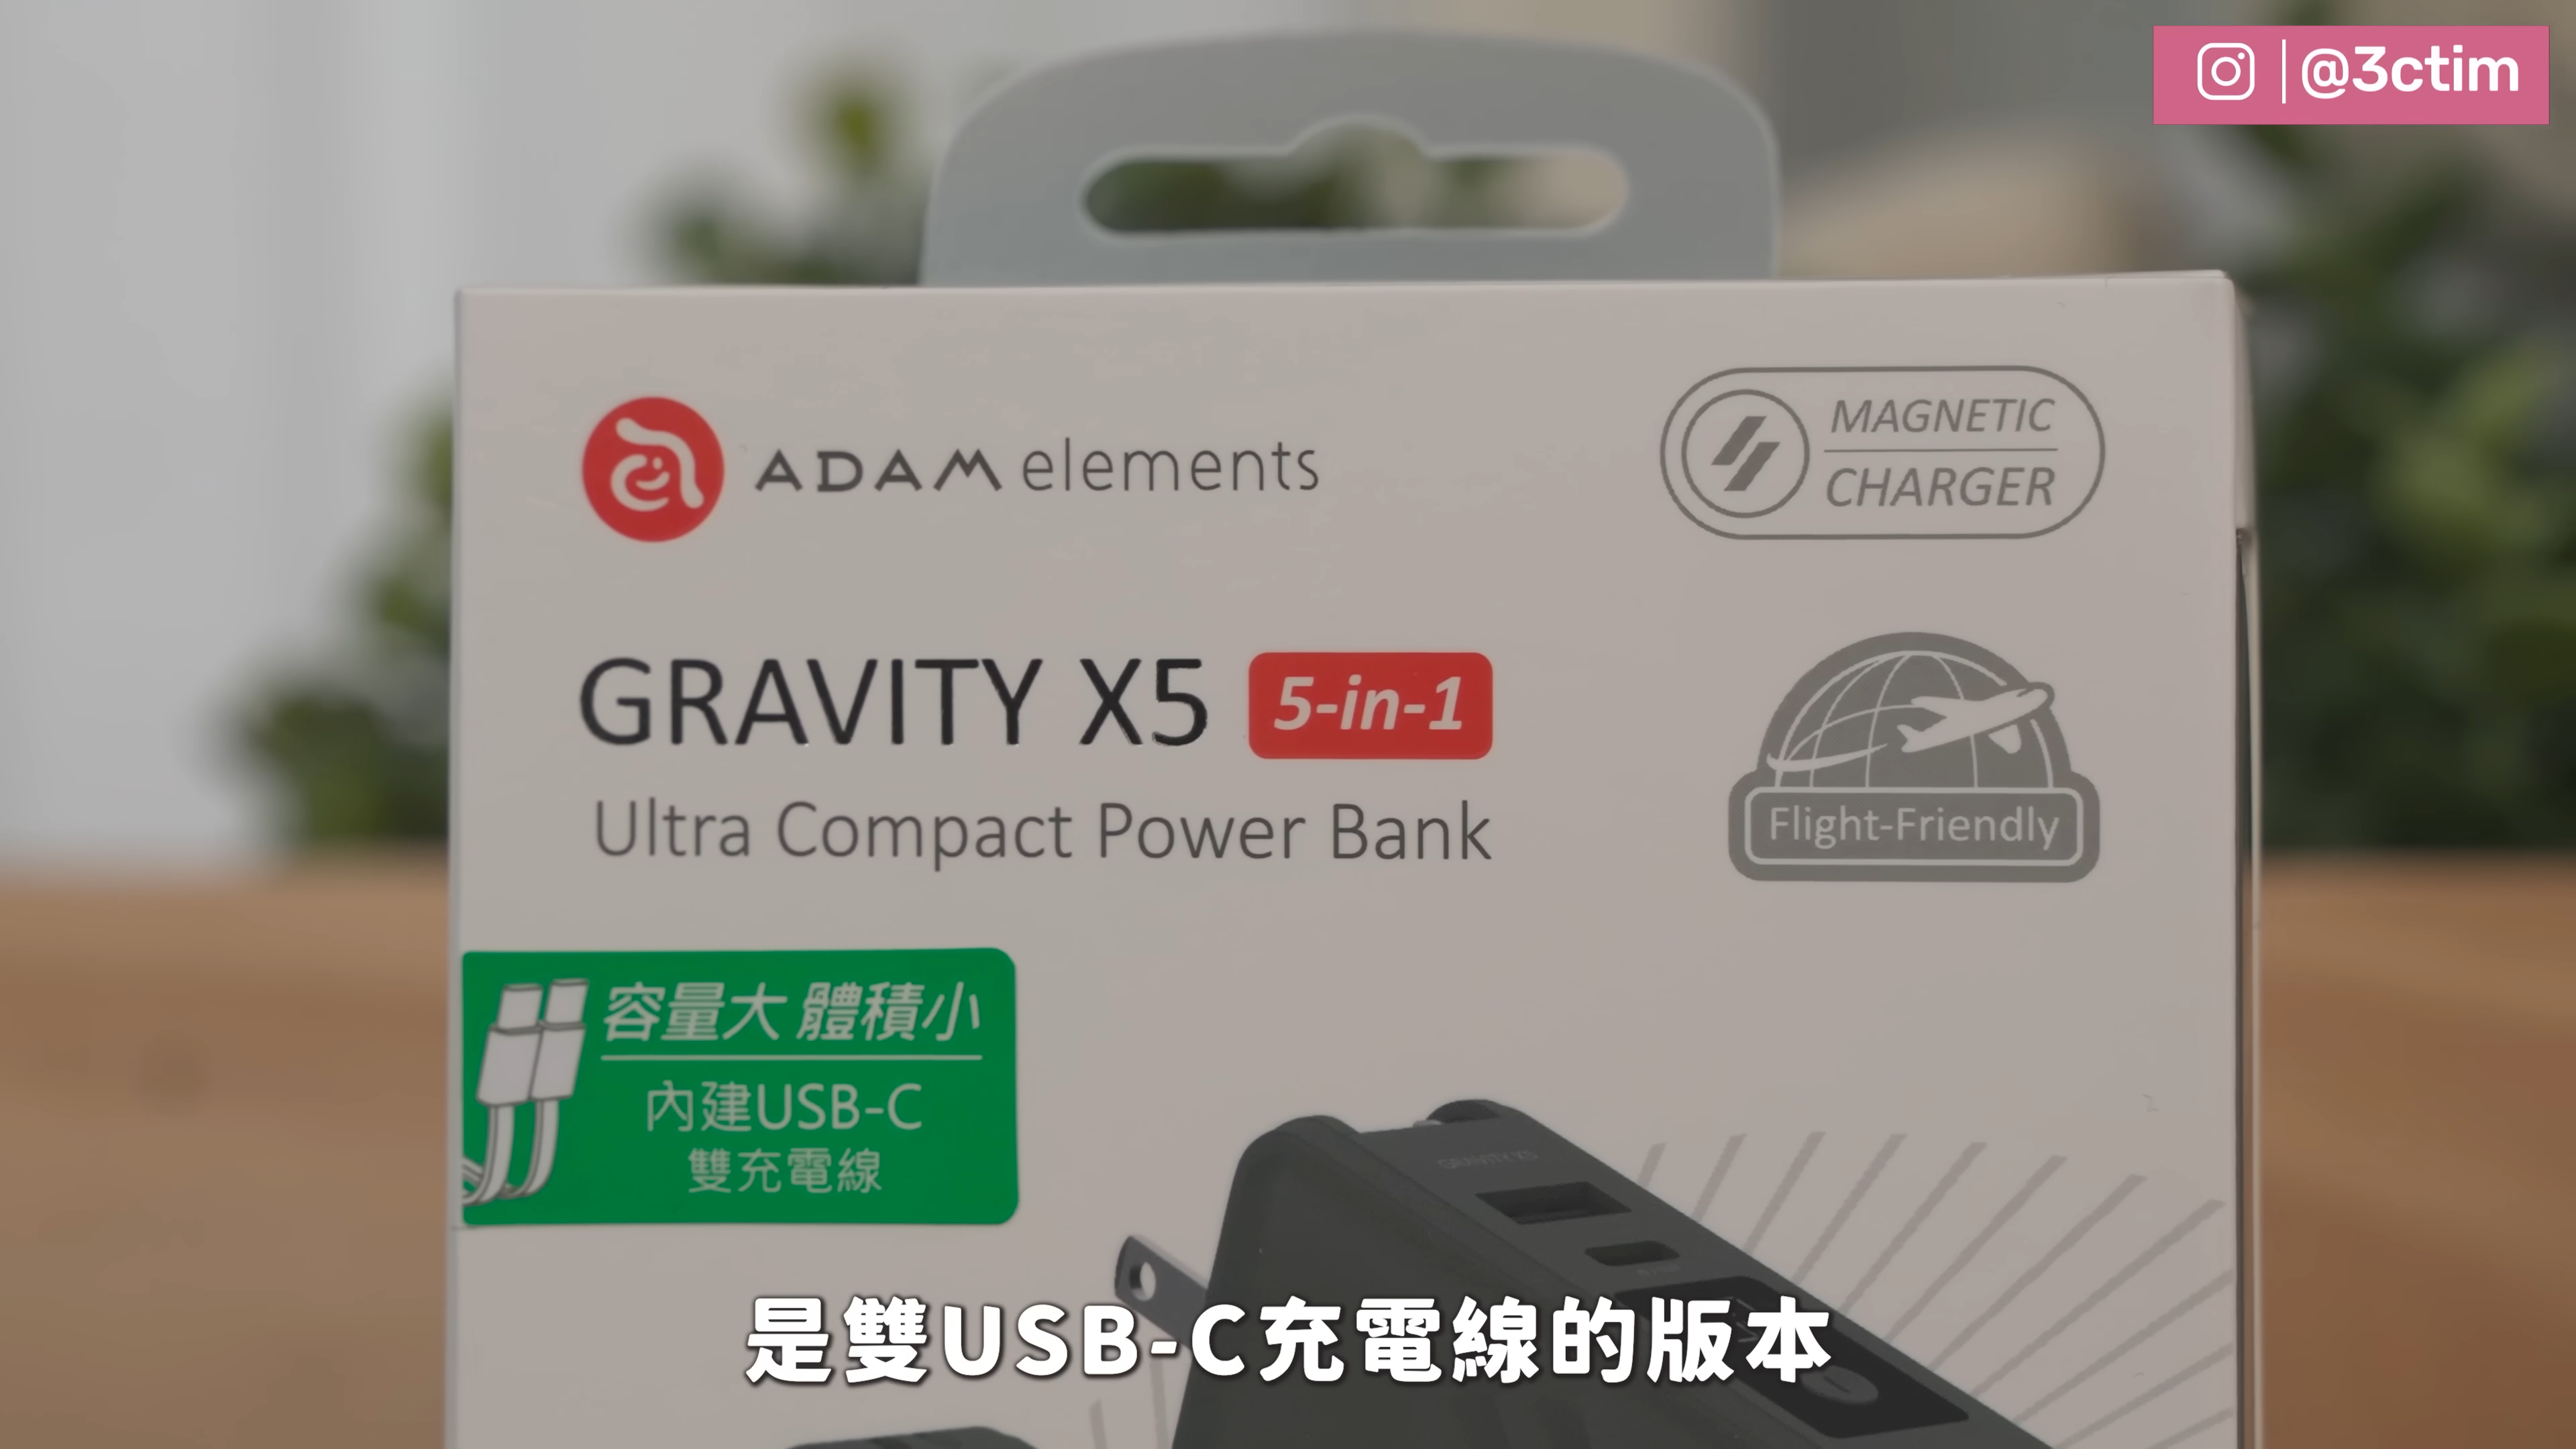 @3ctim
ADAM elements
MAGNETIC
CHARGER
GRAVITY X5 5-in-1
Ultra Compact Power Bank
Flight-Friendly
容量大 體積小
內建USB-C
雙充電線
GRAVITY X5
是雙USB-C充電線的版本